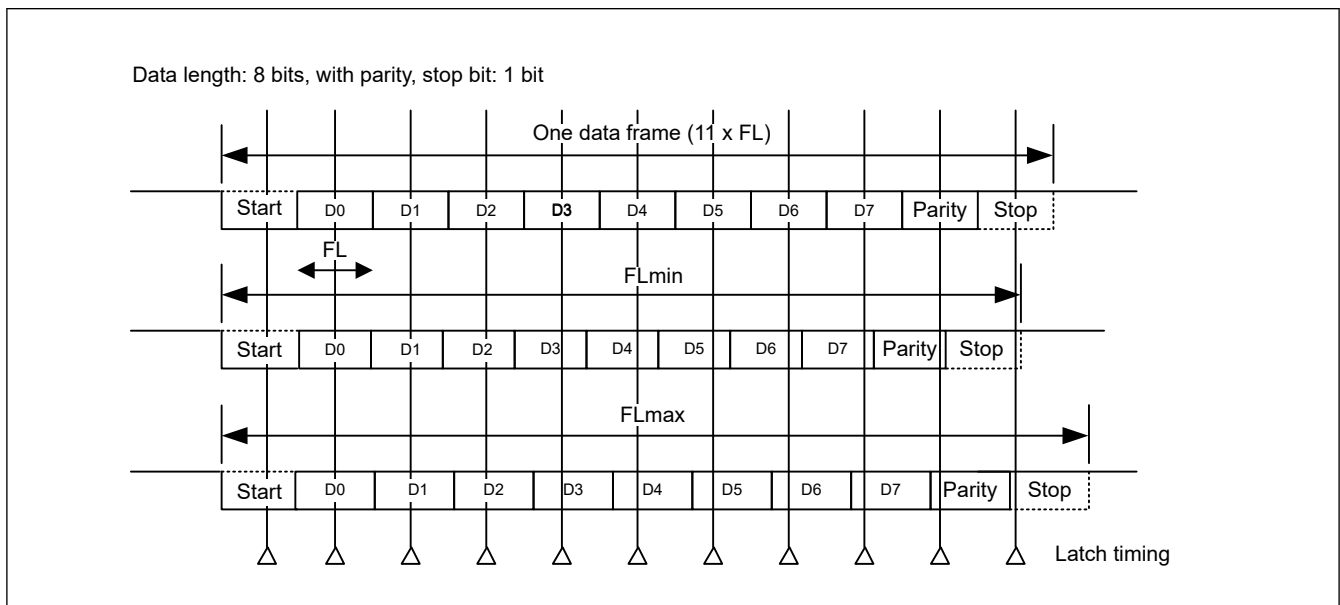 Data length: 8 bits, with parity, stop bit: 1 bit
One data frame (11 x FL)
Start D0 D1 D2 D3 D4 D5 D6 D7 Parity Stop
FL
FLmin
Start D0 D1 D2 D3 D4 D5 D6 D7 Parity Stop
FLmax
Start D0 D1 D2 D3 D4 D5 D6 D7 Parity Stop
Latch timing